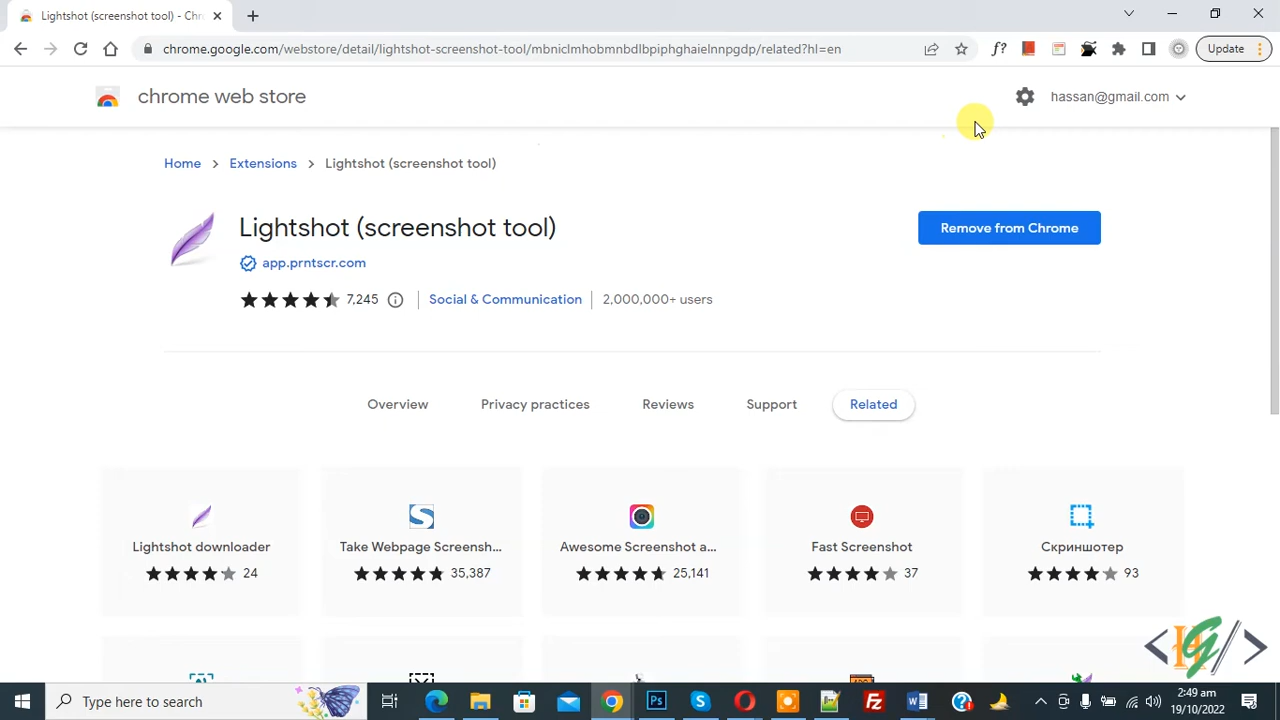 Lightshot (screenshot tool) - Chr
chrome.google.com/webstore/detail/lightshot-screenshot-tool/mbniclmhobmnbdlbpiphghaielnnpgdp/related?hl=en
f?
Update
chrome web store
hassan@gmail.com
Home > Extensions > Lightshot (screenshot tool)
Lightshot (screenshot tool)
Remove from Chrome
app.prntscr.com
7,245
Social & Communication
2,000,000+ users
Overview
Privacy practices
Reviews
Support
Related
Lightshot downloader
Take Webpage Screensh...
Awesome Screenshot a...
Fast Screenshot
Скриншотер
24
35,387
25,141
37
93
Type here to search
2:49 am
19/10/2022